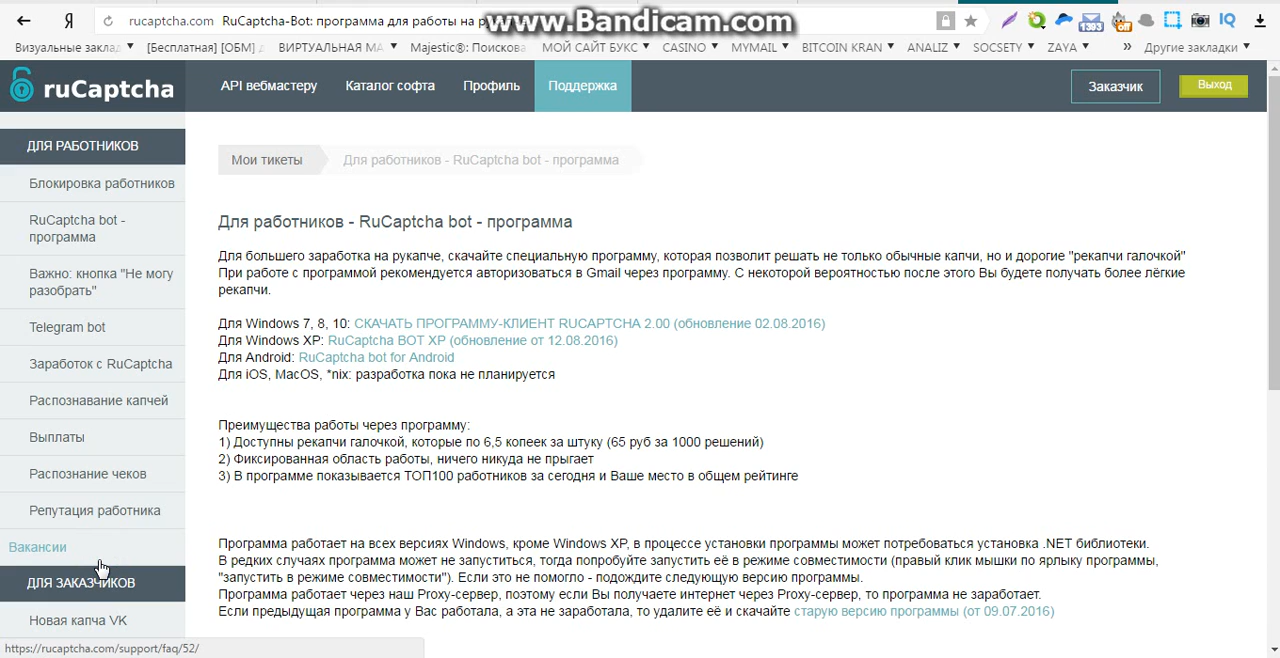 Я rucaptcha.com RuCaptcha-Bot: программа для работы на
www.Bandicam.com
1393 off IQ
Визуальные заклад [Бесплатная] [ОБМ] ВИРТУАЛЬНАЯ МА Majestic®: Поискова МОЙ САЙТ БУКС CASINO MYMAIL BITCOIN KRAN ANALIZ SOCSETY ZAYA » Другие закладки
ruCaptcha API вебмастеру Каталог софта Профиль Поддержка Заказчик Выход
ДЛЯ РАБОТНИКОВ
Блокировка работников
RuCaptcha bot -
программа
Важно: кнопка "Не могу
разобрать"
Telegram bot
Заработок с RuCaptcha
Распознавание капчей
Выплаты
Распознание чеков
Репутация работника
Вакансии
ДЛЯ ЗАКАЗЧИКОВ
Новая капча VK
Мои тикеты Для работников - RuCaptcha bot - программа
Для работников - RuCaptcha bot - программа
Для большего заработка на рукапче, скачайте специальную программу, которая позволит решать не только обычные капчи, но и дорогие "рекапчи галочкой"
При работе с программой рекомендуется авторизоваться в Gmail через программу. С некоторой вероятностью после этого Вы будете получать более лёгкие
рекапчи.
Для Windows 7, 8, 10: СКАЧАТЬ ПРОГРАММУ-КЛИЕНТ RUCAPTCHA 2.00 (обновление 02.08.2016)
Для Windows XP: RuCaptcha BOT XP (обновление от 12.08.2016)
Для Android: RuCaptcha bot for Android
Для iOS, MacOS, *nix: разработка пока не планируется
Преимущества работы через программу:
1) Доступны рекапчи галочкой, которые по 6,5 копеек за штуку (65 руб за 1000 решений)
2) Фиксированная область работы, ничего никуда не прыгает
3) В программе показывается ТОП100 работников за сегодня и Ваше место в общем рейтинге
Программа работает на всех версиях Windows, кроме Windows XP, в процессе установки программы может потребоваться установка .NET библиотеки.
В редких случаях программа может не запуститься, тогда попробуйте запустить её в режиме совместимости (правый клик мышки по ярлыку программы,
"запустить в режиме совместимости"). Если это не помогло - подождите следующую версию программы.
Программа работает через наш Proxy-сервер, поэтому если Вы получаете интернет через Proxy-сервер, то программа не заработает.
Если предыдущая программа у Вас работала, а эта не заработала, то удалите её и скачайте старую версию программы (от 09.07.2016)
https://rucaptcha.com/support/faq/52/